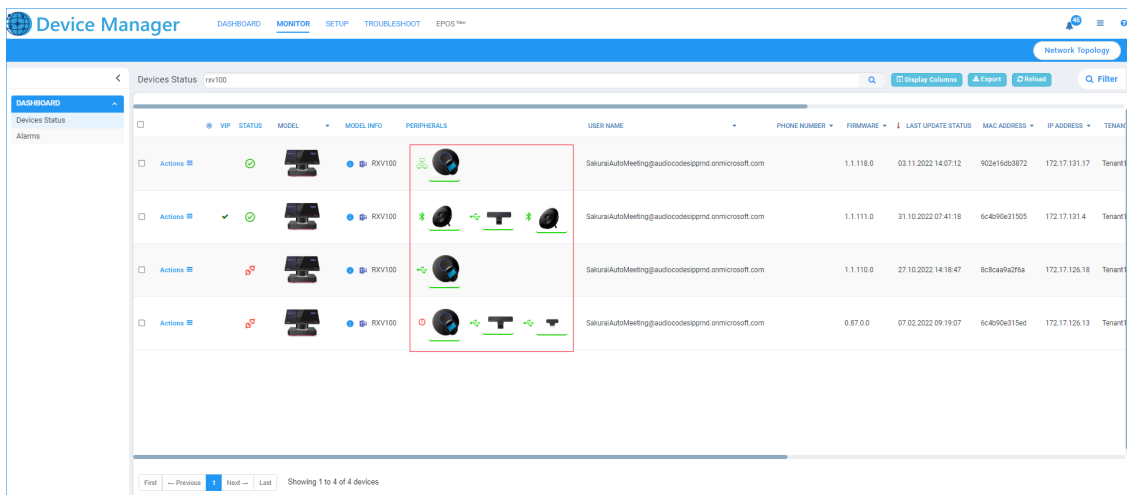 Device Manager DASHBOARD MONITOR SETUP TROUBLESHOOT EPOS New 45
Network Topology
Devices Status rxv100 Display Columns Export Reload Filter
DASHBOARD
Devices Status
Alarms
VIP STATUS MODEL MODEL INFO PERIPHERALS USER NAME PHONE NUMBER FIRMWARE LAST UPDATE STATUS MAC ADDRESS IP ADDRESS TENANT
Actions RXV100 SakuraiAutoMeeting@audiocodesipprnd.onmicrosoft.com 1.1.118.0 03.11.2022 14:07:12 902e16db3872 172.17.131.17 Tenant1
Actions RXV100 SakuraiAutoMeeting@audiocodesipprnd.onmicrosoft.com 1.1.111.0 31.10.2022 07:41:18 6c4b90e31505 172.17.131.4 Tenant1
Actions RXV100 SakuraiAutoMeeting@audiocodesipprnd.onmicrosoft.com 1.1.110.0 27.10.2022 14:18:47 8c8caa9a2f6a 172.17.126.18 Tenant1
Actions RXV100 SakuraiAutoMeeting@audiocodesipprnd.onmicrosoft.com 0.87.0.0 07.02.2022 09:19:07 6c4b90e315ed 172.17.126.13 Tenant1
First ← Previous 1 Next → Last Showing 1 to 4 of 4 devices